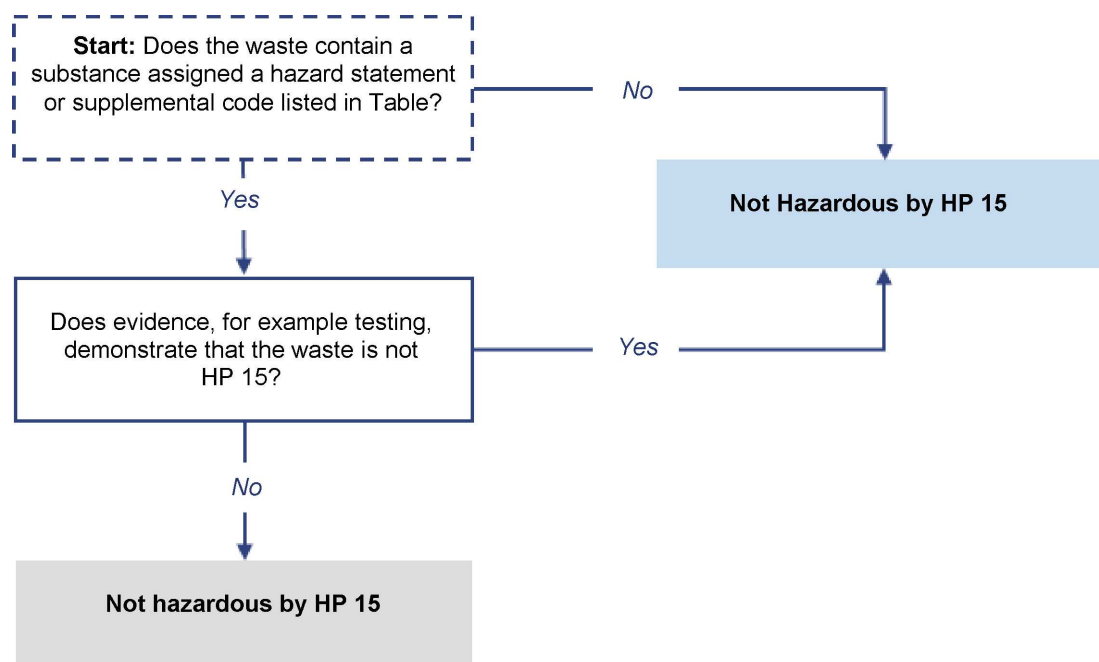 Start: Does the waste contain a
substance assigned a hazard statement
or supplemental code listed in Table?
No
Yes
Not Hazardous by HP 15
Does evidence, for example testing,
demonstrate that the waste is not
HP 15?
Yes
No
Not hazardous by HP 15